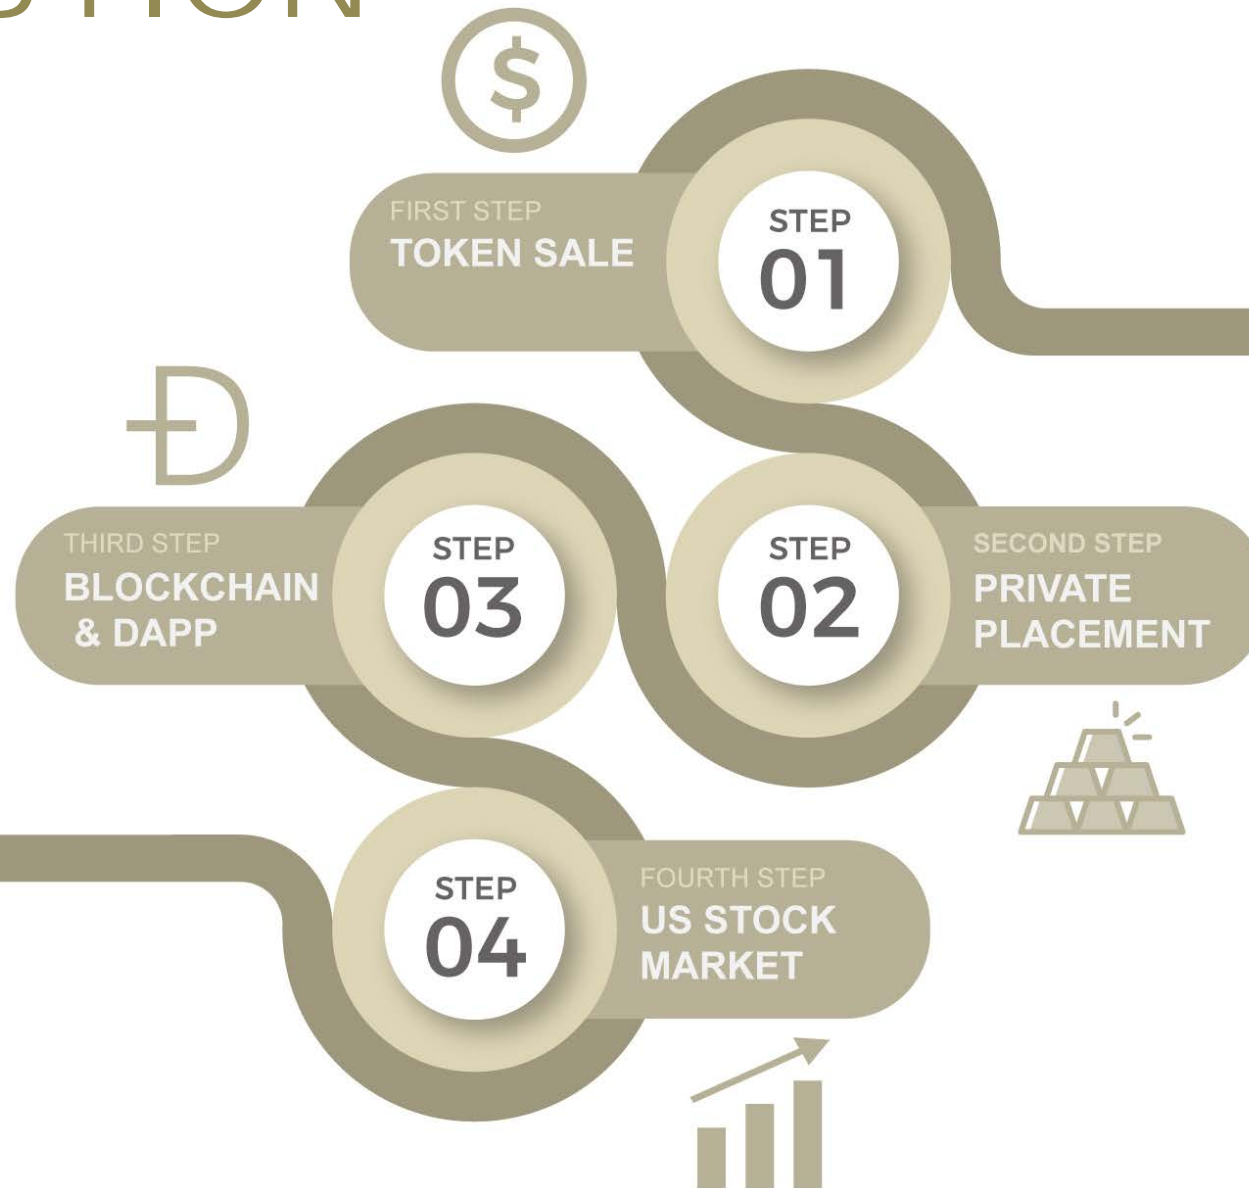 FIRST STEP
TOKEN SALE
STEP
01
STEP
02
SECOND STEP
PRIVATE
PLACEMENT
THIRD STEP
BLOCKCHAIN
& DAPP
STEP
03
STEP
04
FOURTH STEP
US STOCK
MARKET